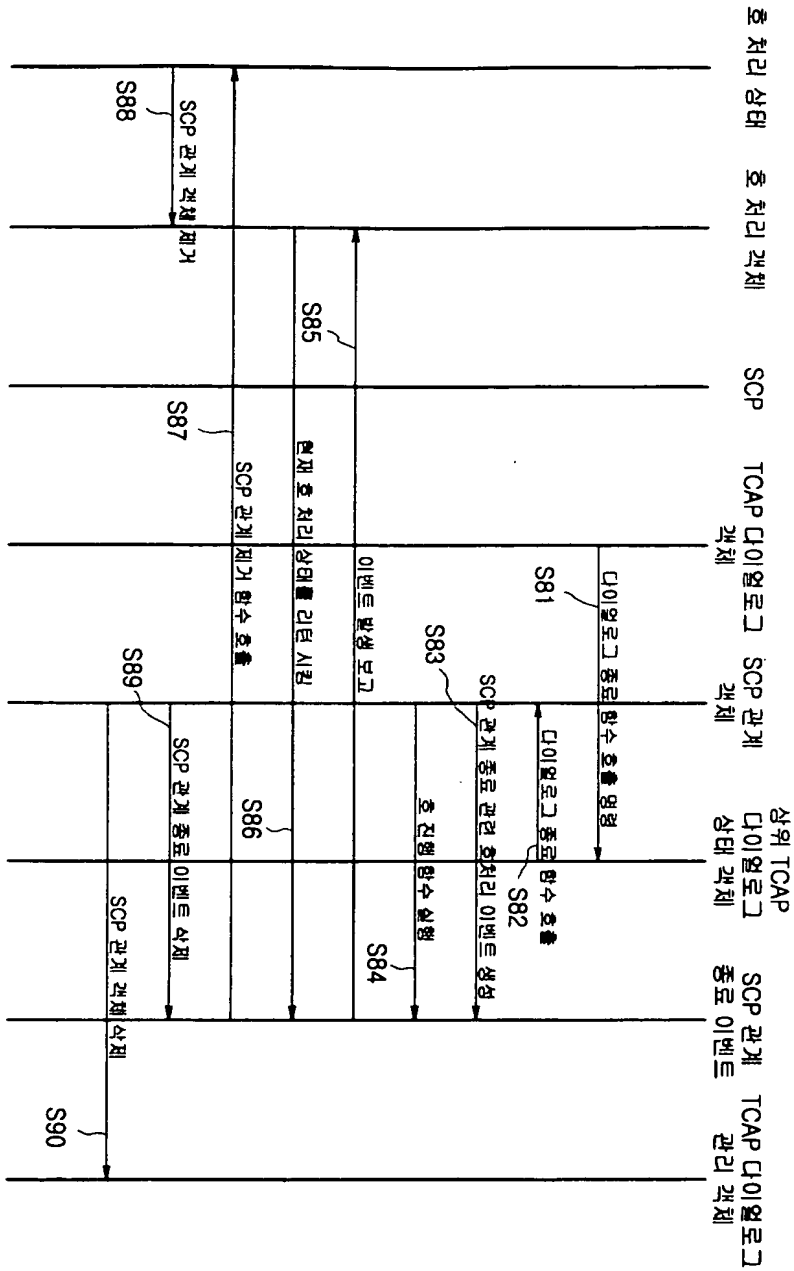 호 처리 상태
호 처리 객체
SCP
TCAP 다이얼로그
객체
SCP 관계
객체
상위 TCAP
다이얼로그
상태 객체
SCP 관계
종료 이벤트
TCAP 다이얼로그
관리 객체
S81
다이얼로그 종료 함수 호출 명령
다이얼로그 종료 함수 호출
S82
S83
SCP 관계 종료 관련 호처리 이벤트 생성
호 진행 함수 실행
S84
S85
이벤트 발생 보고
현재 호 처리 상태를 리턴 시킴
S86
S87
SCP 관계 제거 함수 호출
S88
SCP 관계 객체 제거
S89
SCP 관계 종료 이벤트 삭제
SCP 관계 객체 삭제
S90